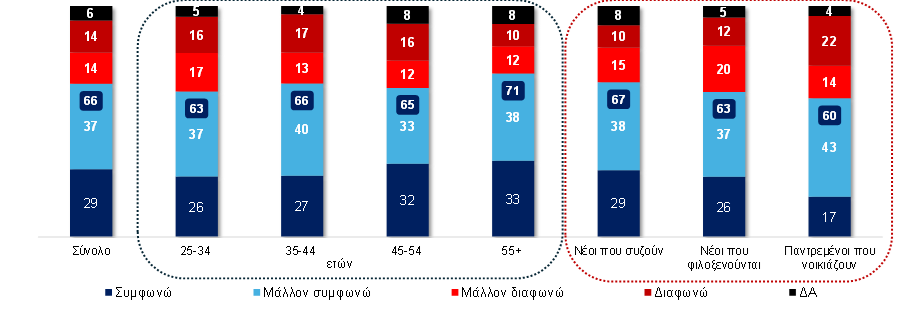 6 5 4 8 8 8 5 4
14 16 17 16 10 10 12 22
14 17 13 12 12 15 20 14
66 63 66 65 71 67 63 60
37 37 40 33 38 38 37 43
29 26 27 32 33 29 26 17
Σύνολο 25-34 35-44 45-54 55+ Νέοι που συζούν Νέοι που Παντρεμένοι που
ετών φιλοξενούνται νοικιάζουν
Συμφωνώ Μάλλον συμφωνώ Μάλλον διαφωνώ Διαφωνώ ΔΑ